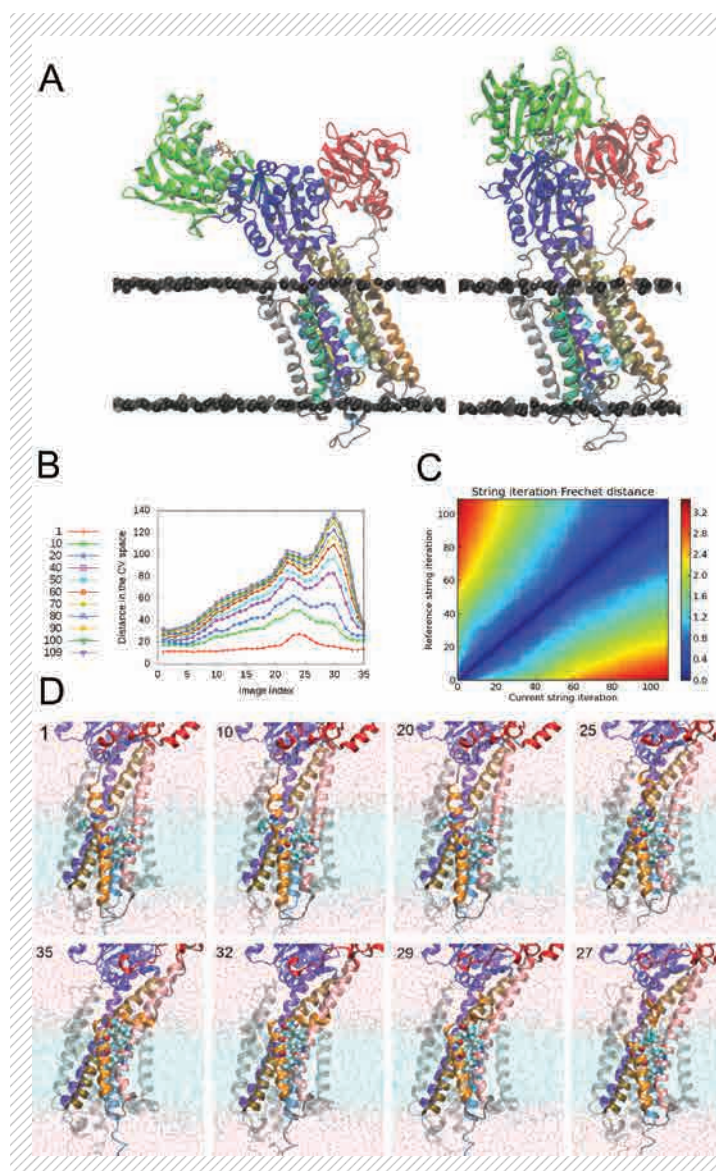 A
B
1
10
20
40
50
60
70
80
90
100
109
Distance in the CV space
140
120
100
80
60
40
20
0
0 5 10 15 20 25 30 35
Image index
C
String iteration Frechet distance
Reference string iteration
100
80
60
40
20
0
0 20 40 60 80 100
Current string iteration
3.2
2.8
2.4
2.0
1.6
1.2
0.8
0.4
0.0
D
1 10 20 25
35 32 29 27